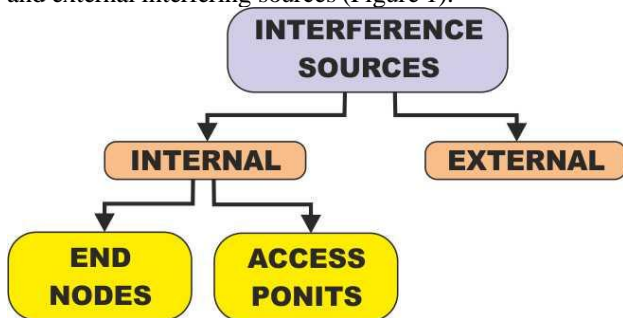 and external interfering sources (Figure 1).
INTERFERENCE
SOURCES
INTERNAL
EXTERNAL
END
NODES
ACCESS
PONITS